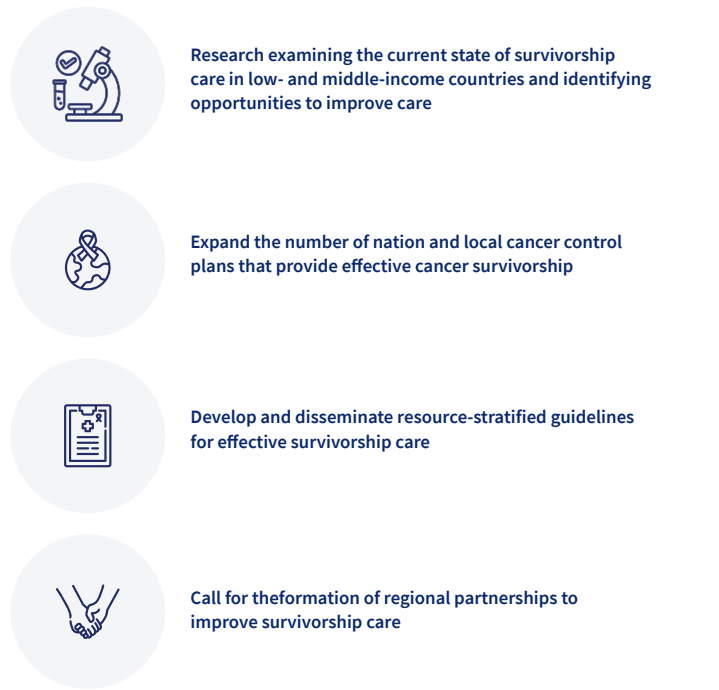 Research examining the current state of survivorship
care in low- and middle-income countries and identifying
opportunities to improve care
Expand the number of nation and local cancer control
plans that provide effective cancer survivorship
Develop and disseminate resource-stratified guidelines
for effective survivorship care
Call for theformation of regional partnerships to
improve survivorship care